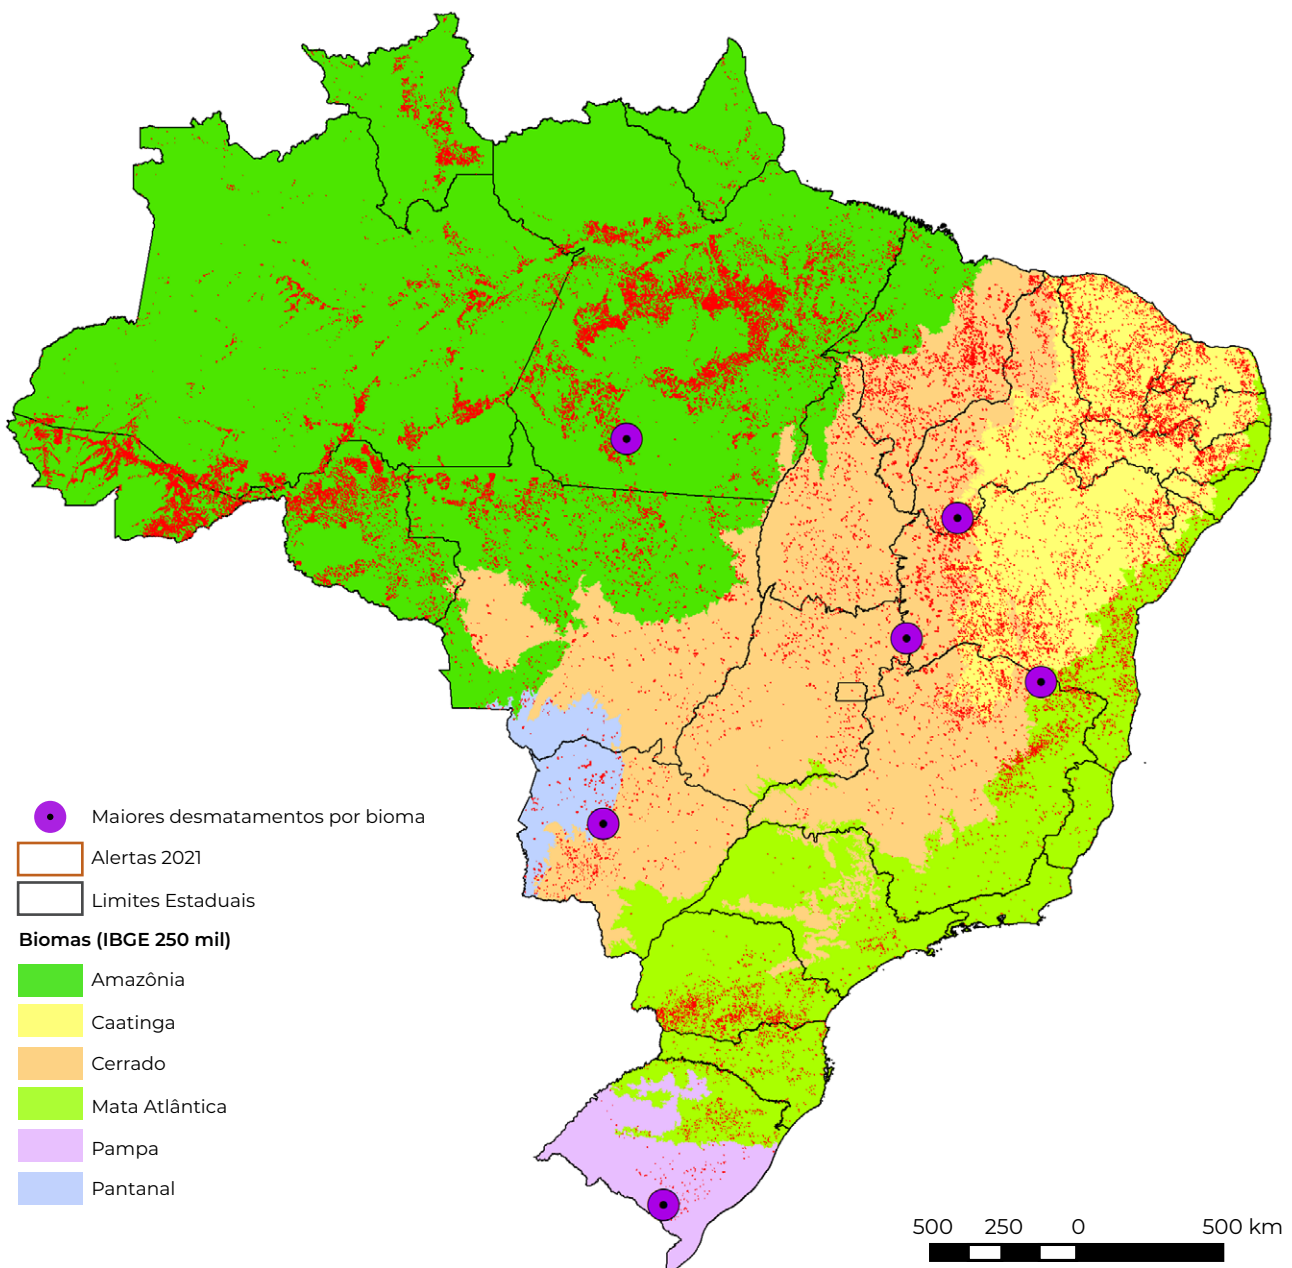 Maiores desmatamentos por bioma
Alertas 2021
Limites Estaduais
Biomas (IBGE 250 mil)
Amazônia
Caatinga
Cerrado
Mata Atlântica
Pampa
Pantanal
500 250 0 500 km